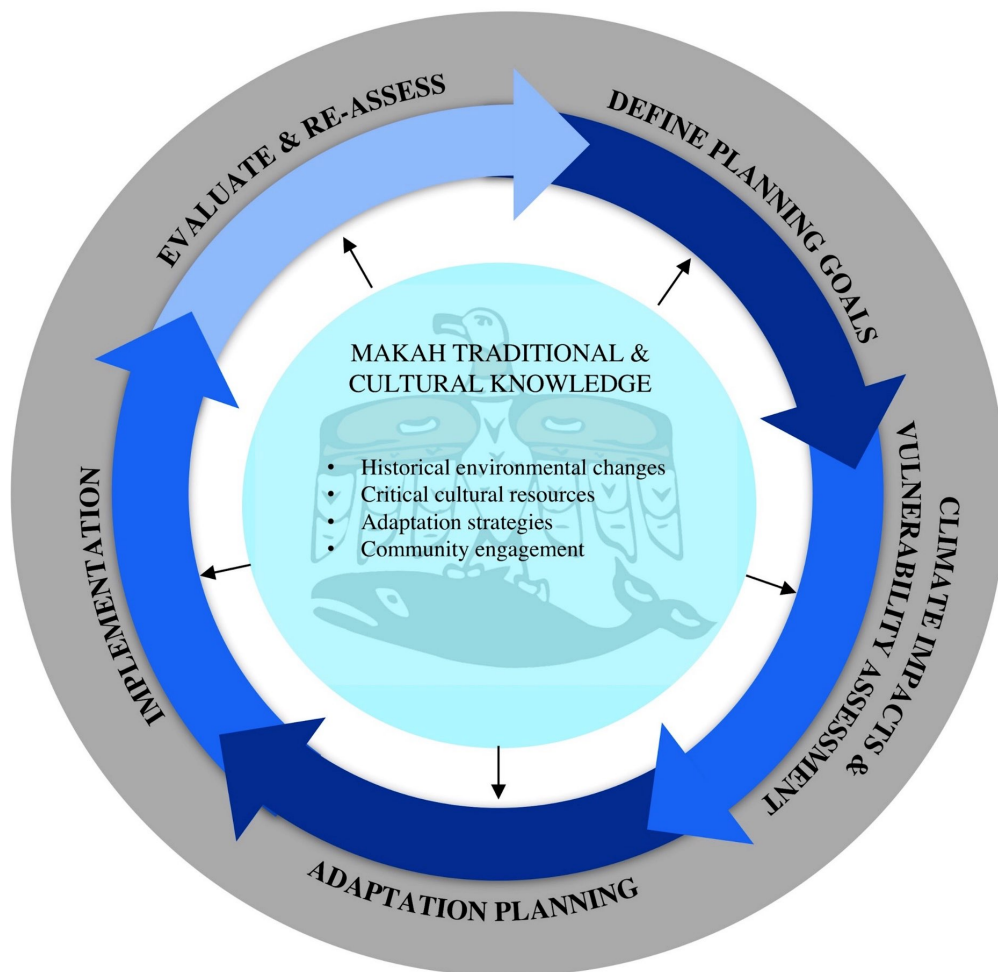 EVALUATE & RE-ASSESS
DEFINE PLANNING GOALS
CLIMATE IMPACTS &
VULNERABILITY ASSESSMENT
ADAPTATION PLANNING
IMPLEMENTATION
MAKAH TRADITIONAL &
CULTURAL KNOWLEDGE
• Historical environmental changes
• Critical cultural resources
• Adaptation strategies
• Community engagement